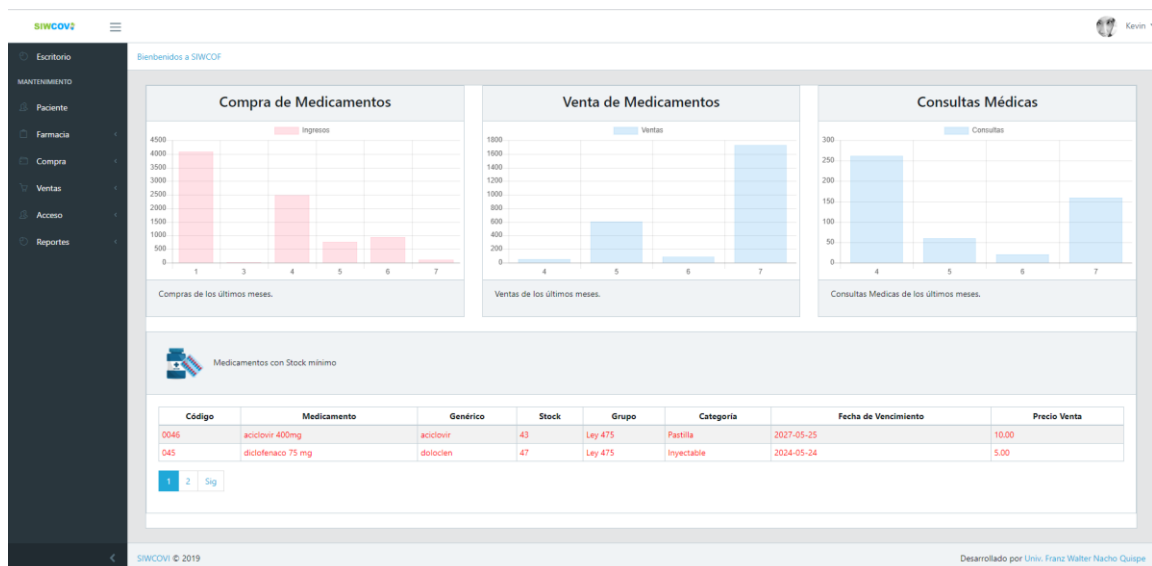 SIWCOVI
Kevin
Escritorio
Bienbenidos a SIWCOF
MANTENIMIENTO
Paciente
Farmacia
Compra
Ventas
Acceso
Reportes
Compra de Medicamentos
Ingresos
4500
4000
3500
3000
2500
2000
1500
1000
500
0
1 3 4 5 6 7
Compras de los últimos meses.
Venta de Medicamentos
Ventas
1800
1600
1400
1200
1000
800
600
400
200
0
4 5 6 7
Ventas de los últimos meses.
Consultas Médicas
Consultas
300
250
200
150
100
50
0
4 5 6 7
Consultas Medicas de los últimos meses.
Medicamentos con Stock mínimo
Código Medicamento Genérico Stock Grupo Categoría Fecha de Vencimiento Precio Venta
0046 aciclovir 400mg aciclovir 43 Ley 475 Pastilla 2027-05-25 10.00
045 diclofenaco 75 mg doloclen 47 Ley 475 Inyectable 2024-05-24 5.00
1 2 Sig
SIWCOVI © 2019
Desarrollado por Univ. Franz Walter Nacho Quispe